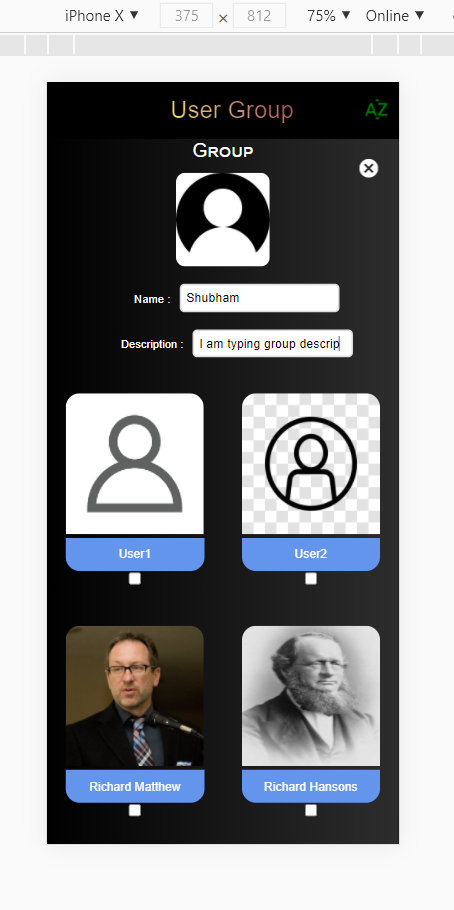 iPhone X ▼ 375 × 812 75% ▼ Online ▼
User Group
AZ
Group
Name : Shubham
Description : I am typing group descrip
User1 User2
Richard Matthew Richard Hansons